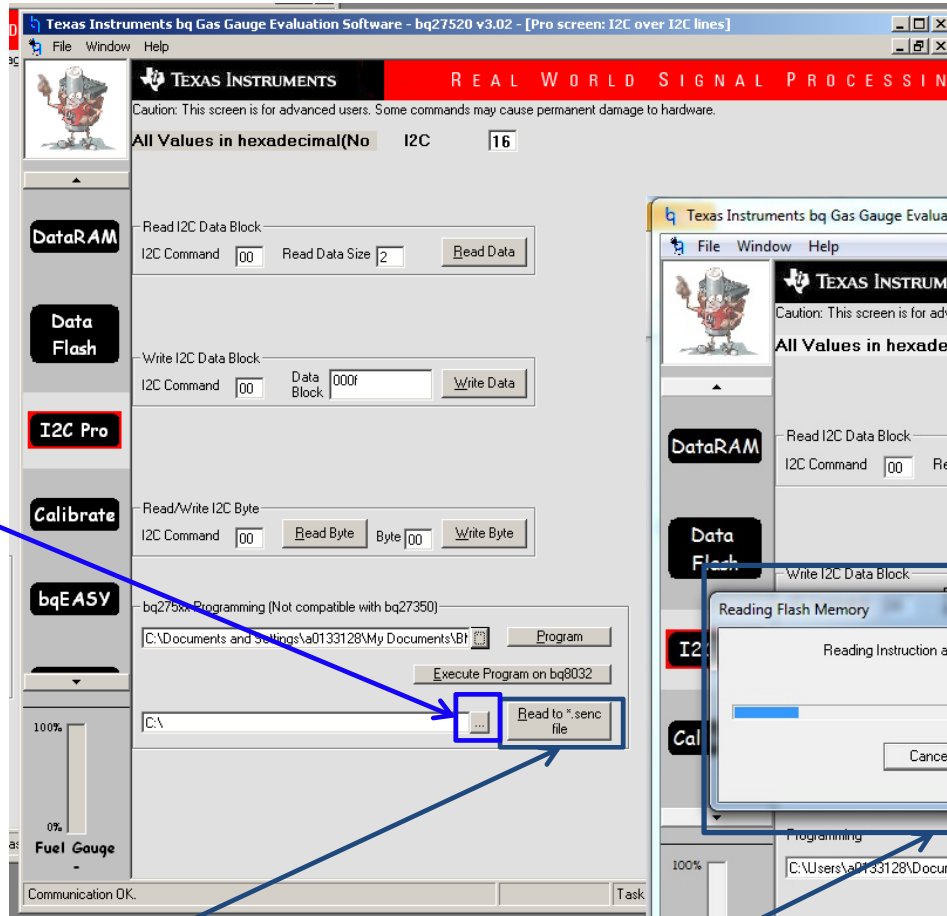 Texas Instruments bq Gas Gauge Evaluation Software - bq27520 v3.02 - [Pro screen: I2C over I2C lines]
File Window Help
TEXAS INSTRUMENTS
REAL WORLD SIGNAL PROCESSIN
Caution: This screen is for advanced users. Some commands may cause permanent damage to hardware.
All Values in hexadecimal(No I2C 16
DataRAM
Read I2C Data Block
I2C Command 00 Read Data Size 2 Read Data
Data
Flash
Write I2C Data Block
I2C Command 00 Data Block 000f Write Data
I2C Pro
Calibrate
Read/Write I2C Byte
I2C Command 00 Read Byte Byte 00 Write Byte
bqEASY
bq275xx Programming (Not compatible with bq27350)
C:\Documents and Settings\a0133128\My Documents\Bh Program
Execute Program on bq8032
C:\ ... Read to *.senc
file
100%
0%
Fuel Gauge
-
Communication OK.
Task
Texas Instruments bq Gas Gauge Evalua
File Window Help
TEXAS INSTRUM
Caution: This screen is for adv
All Values in hexade
DataRAM
Read I2C Data Block
I2C Command 00 Re
Data
Flash
Write I2C Data Block
Reading Flash Memory
I2
Reading Instruction a
Cal
Cance
Programming
C:\Users\a0133128\Docum
100%